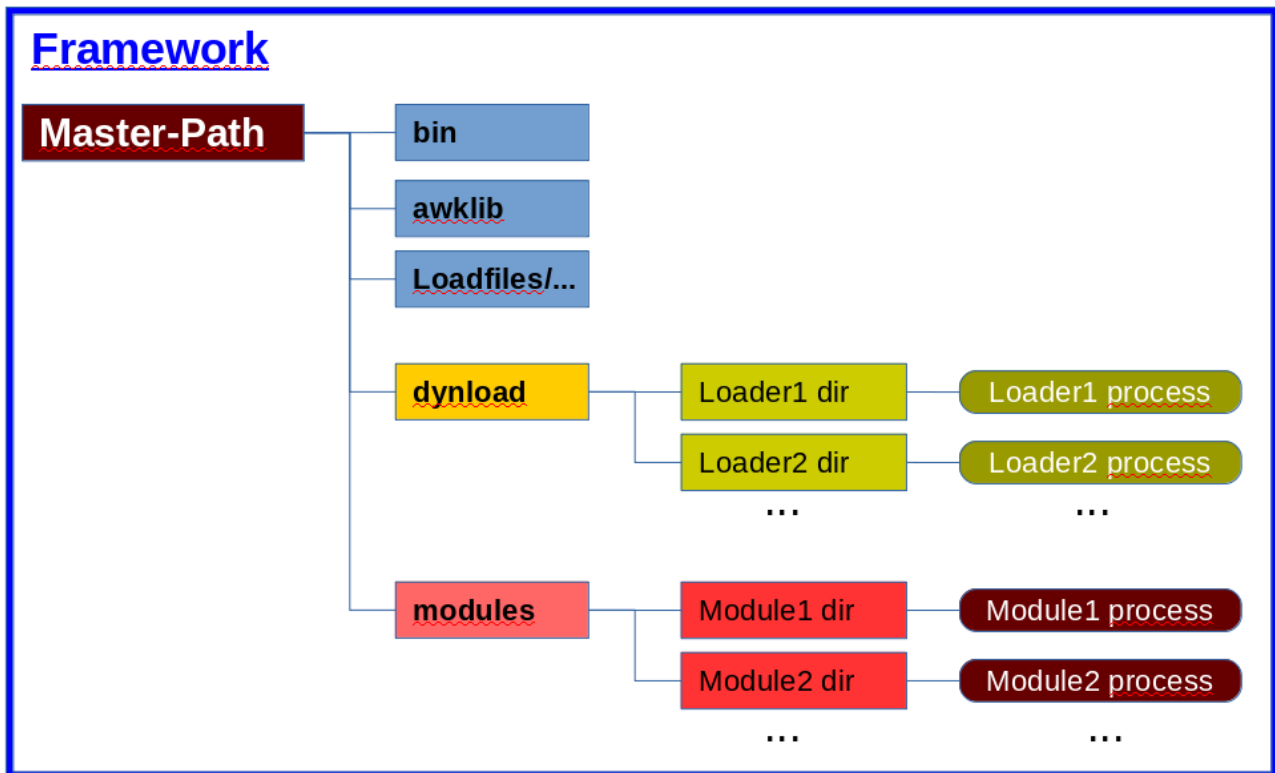 Framework
Master-Path
bin
awklib
Loadfiles/...
dynload
Loader1 dir
Loader1 process
Loader2 dir
Loader2 process
... ...
modules
Module1 dir
Module1 process
Module2 dir
Module2 process
... ...